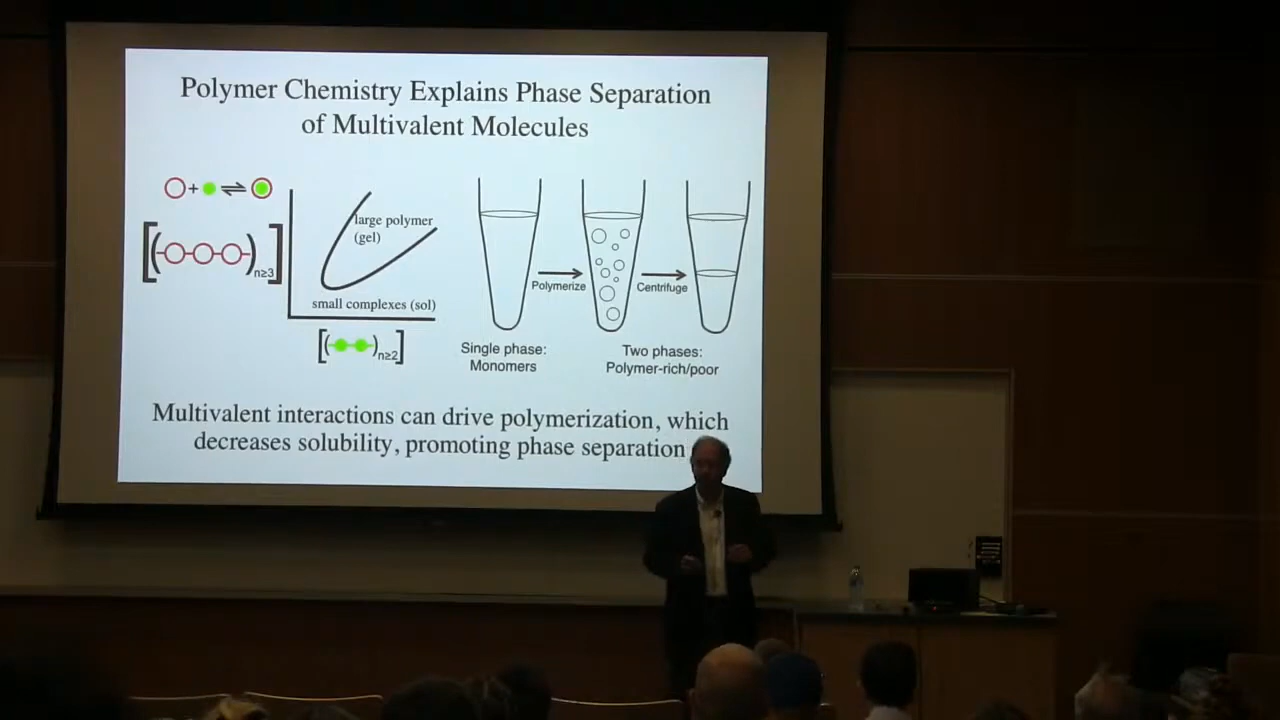 Polymer Chemistry Explains Phase Separation
of Multivalent Molecules
+ ⇌
[( )n≥3]
large polymer
(gel)
small complexes (sol)
[( )n≥2]
Polymerize
Centrifuge
Single phase:
Monomers
Two phases:
Polymer-rich/poor
Multivalent interactions can drive polymerization, which
decreases solubility, promoting phase separation